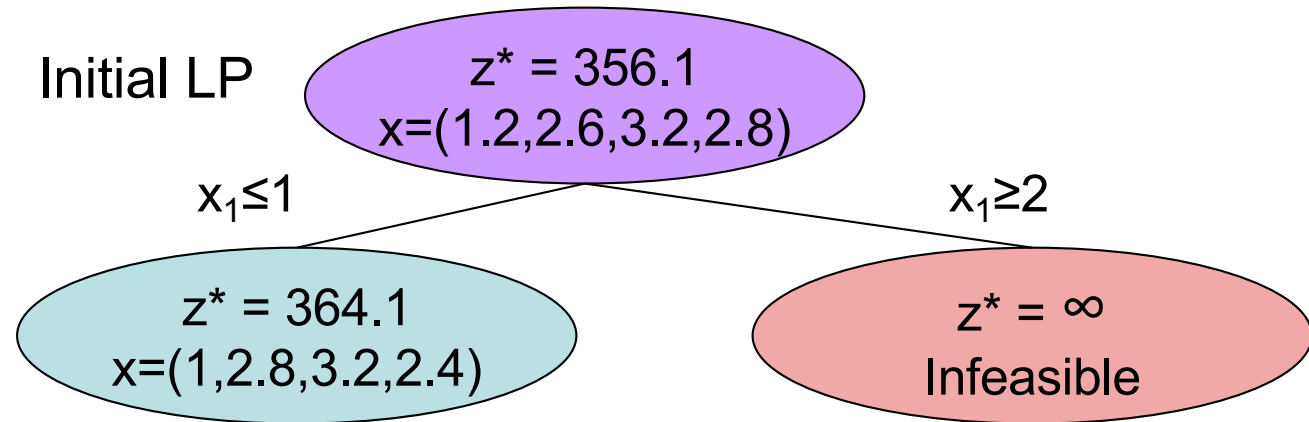 Initial LP
z* = 356.1
x=(1.2,2.6,3.2,2.8)
x₁≤1
x₁≥2
z* = 364.1
x=(1,2.8,3.2,2.4)
z* = ∞
Infeasible